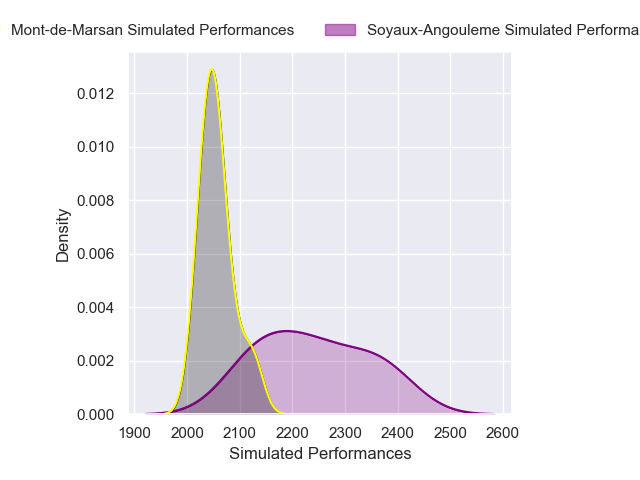 Mont-de-Marsan Simulated Performances
Soyaux-Angouleme Simulated Performa
0.012
0.010
0.008
0.006
0.004
0.002
0.000
Density
1900 2000 2100 2200 2300 2400 2500 2600
Simulated Performances